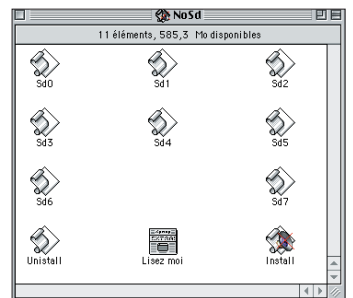 NoSd
11 éléments, 585,3 Mo disponibles
Sd0 Sd1 Sd2
Sd3 Sd4 Sd5
Sd6 Sd7
Unistall Lisez moi Install